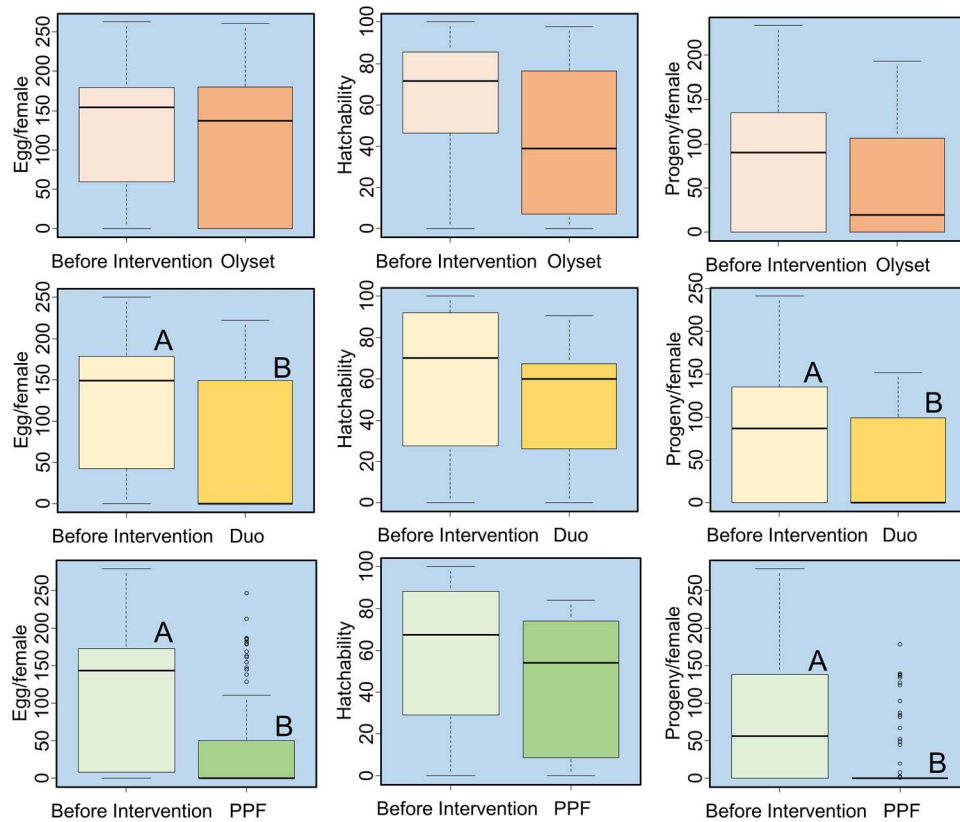 Egg/female
0 50 100 150 200 250
Before Intervention Olyset
Hatchability
0 20 40 60 80 100
Before Intervention Olyset
Progeny/female
0 50 100 150 200
Before Intervention Olyset
Egg/female
0 50 100 150 200 250
A
B
Before Intervention Duo
Hatchability
0 20 40 60 80 100
Before Intervention Duo
Progeny/female
0 50 100 150 200 250
A
B
Before Intervention Duo
Egg/female
0 50 100 150 200 250
A
B
Before Intervention PPF
Hatchability
0 20 40 60 80 100
Before Intervention PPF
Progeny/female
0 50 100 150 200 250
A
B
Before Intervention PPF